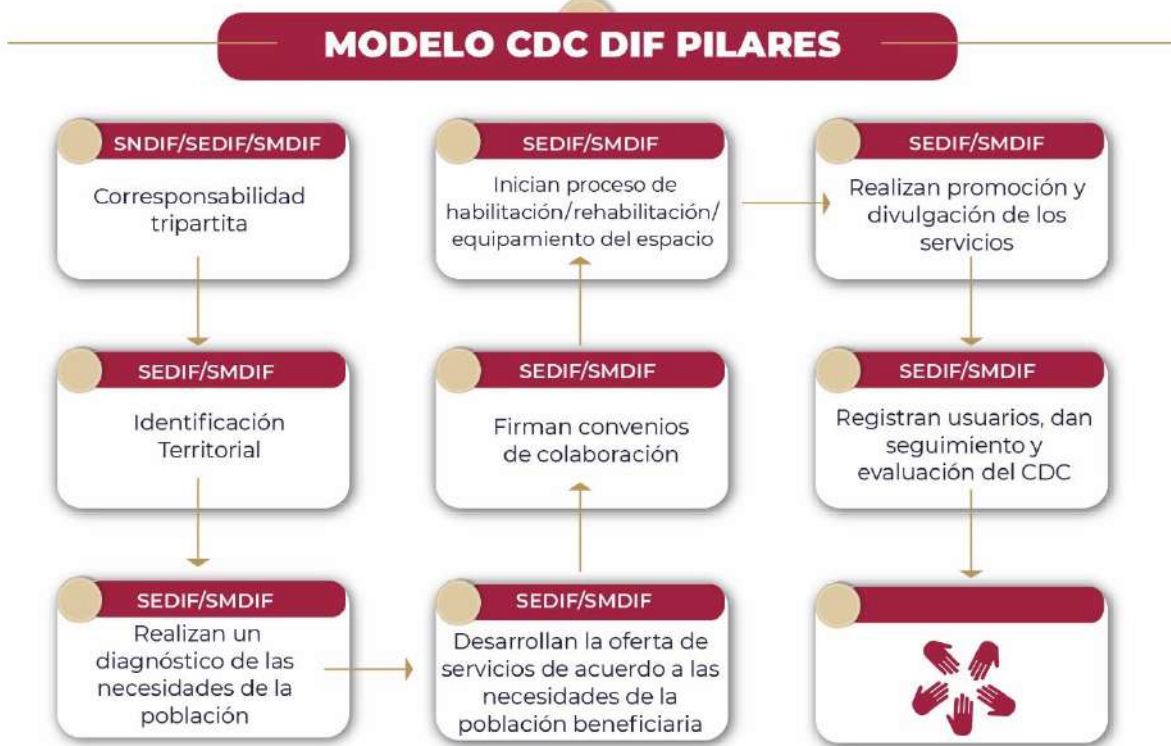 MODELO CDC DIF PILARES
SNDIF/SEDIF/SMDIF
Corresponsabilidad
tripartita
SEDIF/SMDIF
Identificación
Territorial
SEDIF/SMDIF
Realizan un
diagnóstico de las
necesidades de la
población
SEDIF/SMDIF
Desarrollan la oferta de
servicios de acuerdo a las
necesidades de la
población beneficiaria
SEDIF/SMDIF
Firman convenios
de colaboración
SEDIF/SMDIF
Inician proceso de
habilitación/rehabilitación/
equipamiento del espacio
SEDIF/SMDIF
Realizan promoción y
divulgación de los
servicios
SEDIF/SMDIF
Registran usuarios, dan
seguimiento y
evaluación del CDC